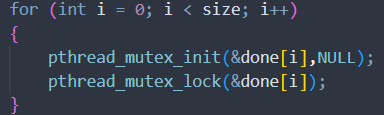 for (int i = 0; i < size; i++)
{
    pthread_mutex_init(&done[i],NULL);
    pthread_mutex_lock(&done[i]);
}